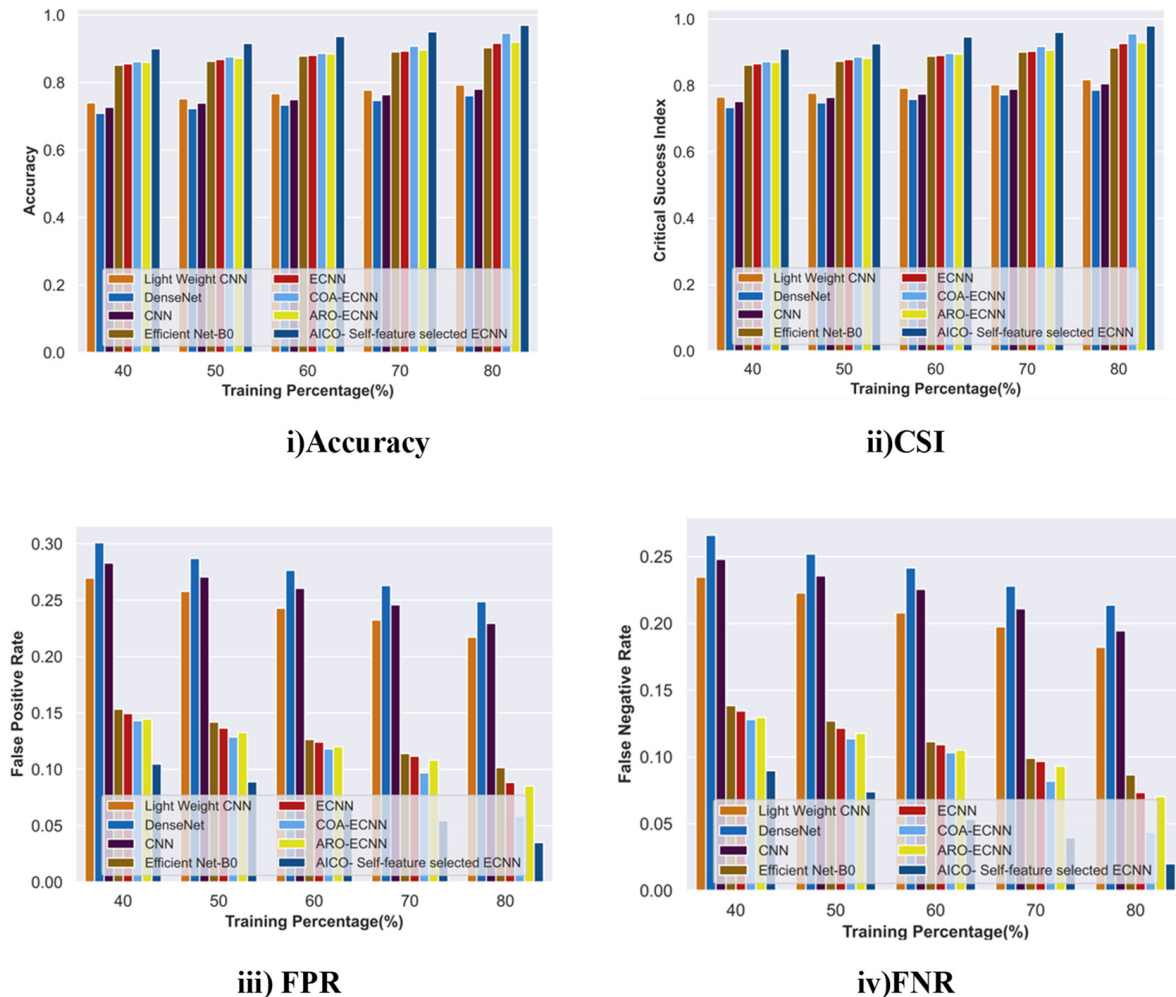 1.0
0.8
0.6
0.4
0.2
0.0
Accuracy
Light Weight CNN
DenseNet
CNN
Efficient Net-B0
ECNN
COA-ECNN
ARO-ECNN
AICO- Self-feature selected ECNN
40 50 60 70 80
Training Percentage(%)
i)Accuracy
1.0
0.8
0.6
0.4
0.2
0.0
Critical Success Index
Light Weight CNN
DenseNet
CNN
Efficient Net-B0
ECNN
COA-ECNN
ARO-ECNN
AICO- Self-feature selected ECNN
40 50 60 70 80
Training Percentage(%)
ii)CSI
0.30
0.25
0.20
0.15
0.10
0.05
0.00
False Positive Rate
Light Weight CNN
DenseNet
CNN
Efficient Net-B0
ECNN
COA-ECNN
ARO-ECNN
AICO- Self-feature selected ECNN
40 50 60 70 80
Training Percentage(%)
iii) FPR
0.25
0.20
0.15
0.10
0.05
0.00
False Negative Rate
Light Weight CNN
DenseNet
CNN
Efficient Net-B0
ECNN
COA-ECNN
ARO-ECNN
AICO- Self-feature selected ECNN
40 50 60 70 80
Training Percentage(%)
iv)FNR